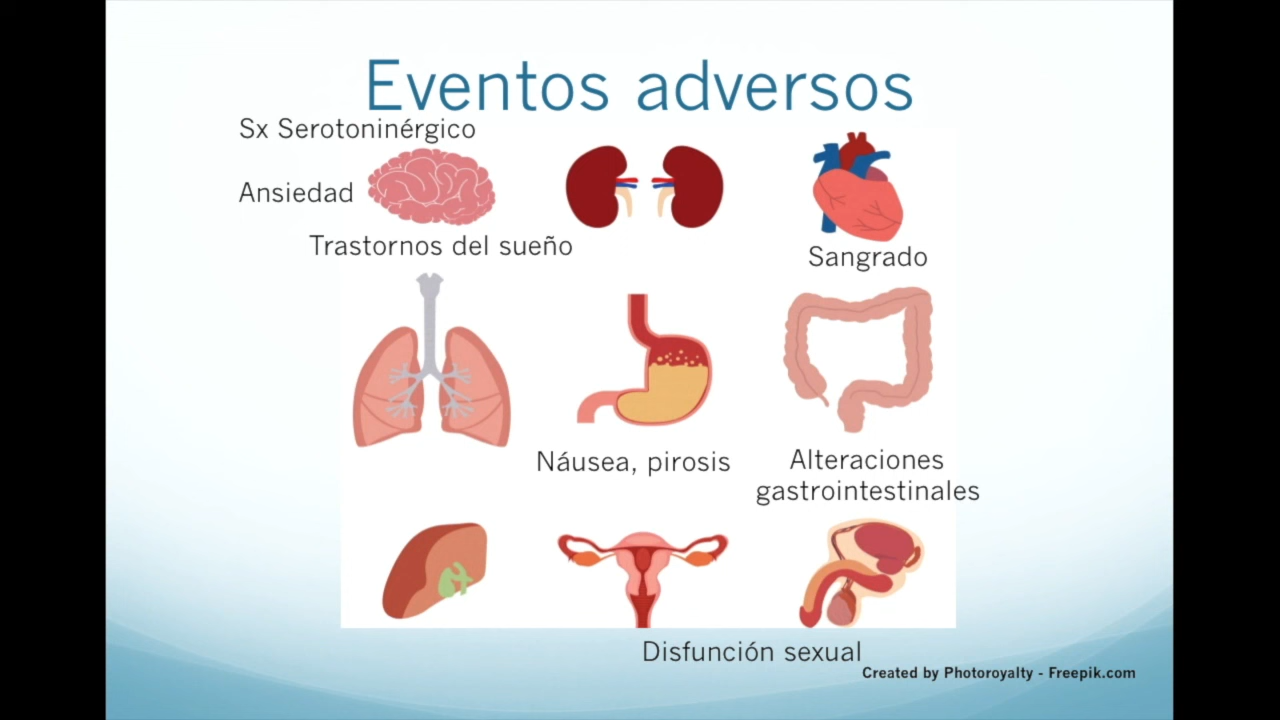 Eventos adversos
Sx Serotoninérgico
Ansiedad
Trastornos del sueño
Sangrado
Náusea, pirosis
Alteraciones
gastrointestinales
Disfunción sexual
Created by Photoroyalty - Freepik.com